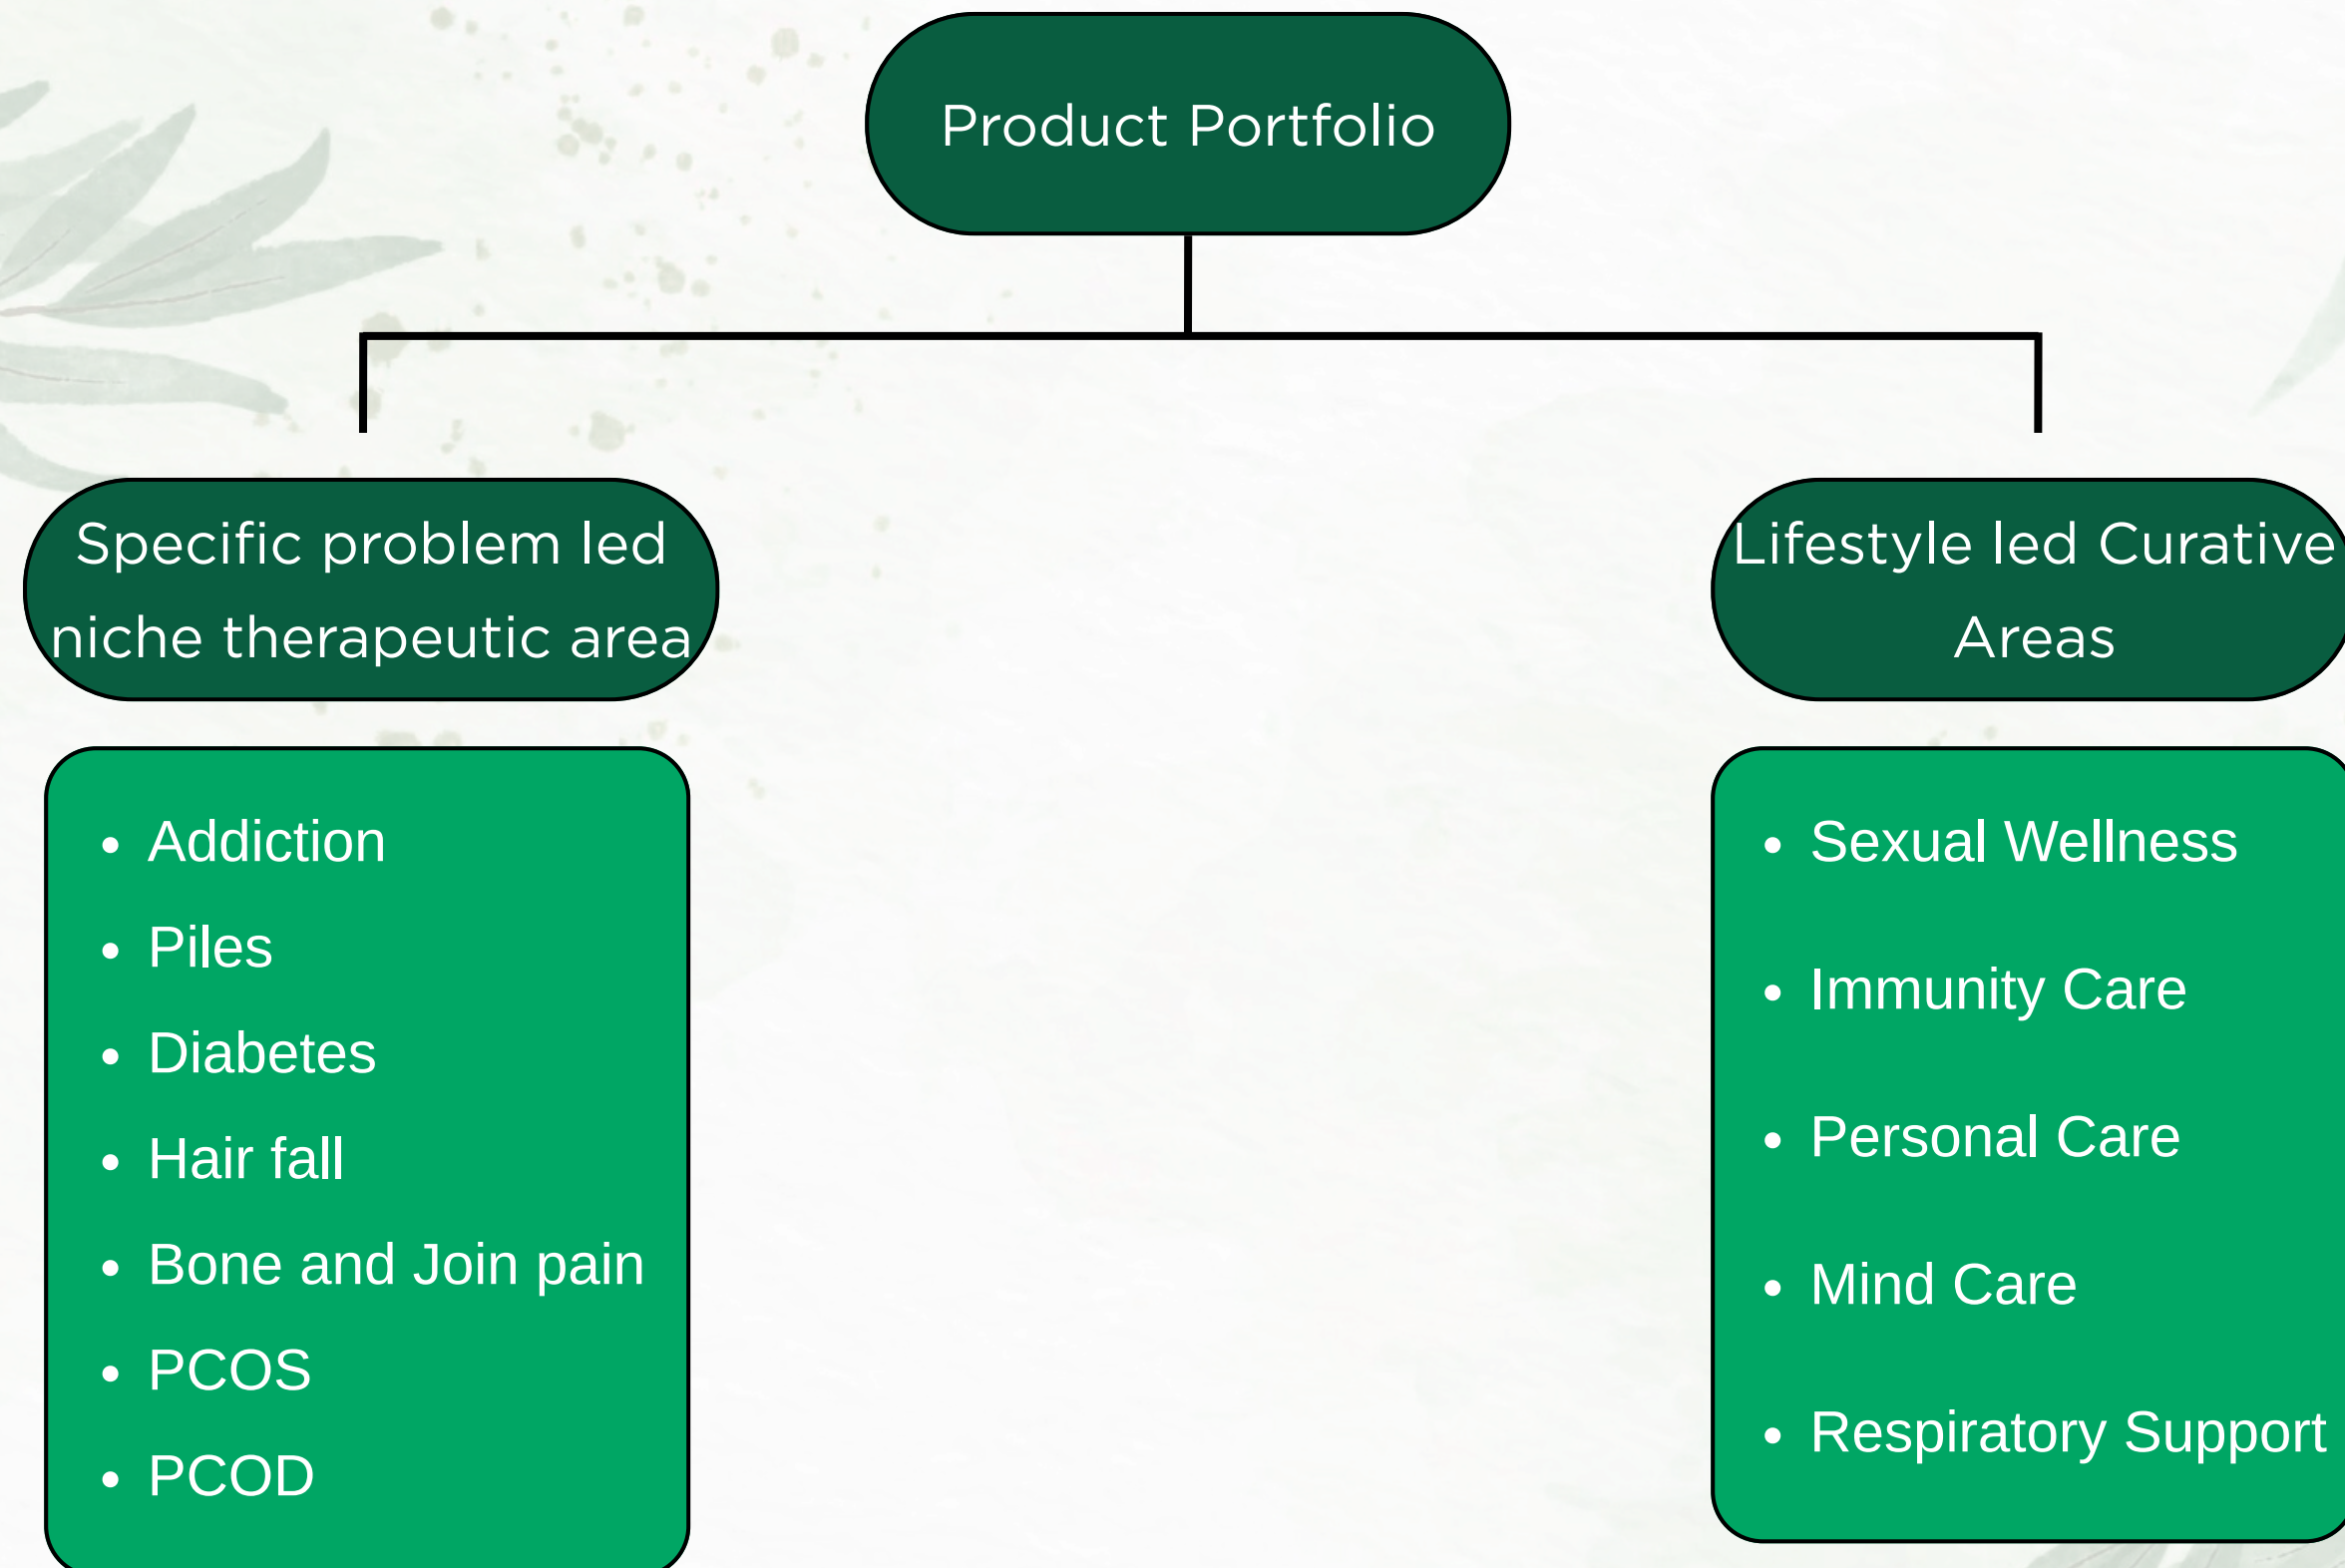 Product Portfolio
Specific problem led
niche therapeutic area
• Addiction
• Piles
• Diabetes
• Hair fall
• Bone and Join pain
• PCOS
• PCOD
Lifestyle led Curative
Areas
• Sexual Wellness
• Immunity Care
• Personal Care
• Mind Care
• Respiratory Support